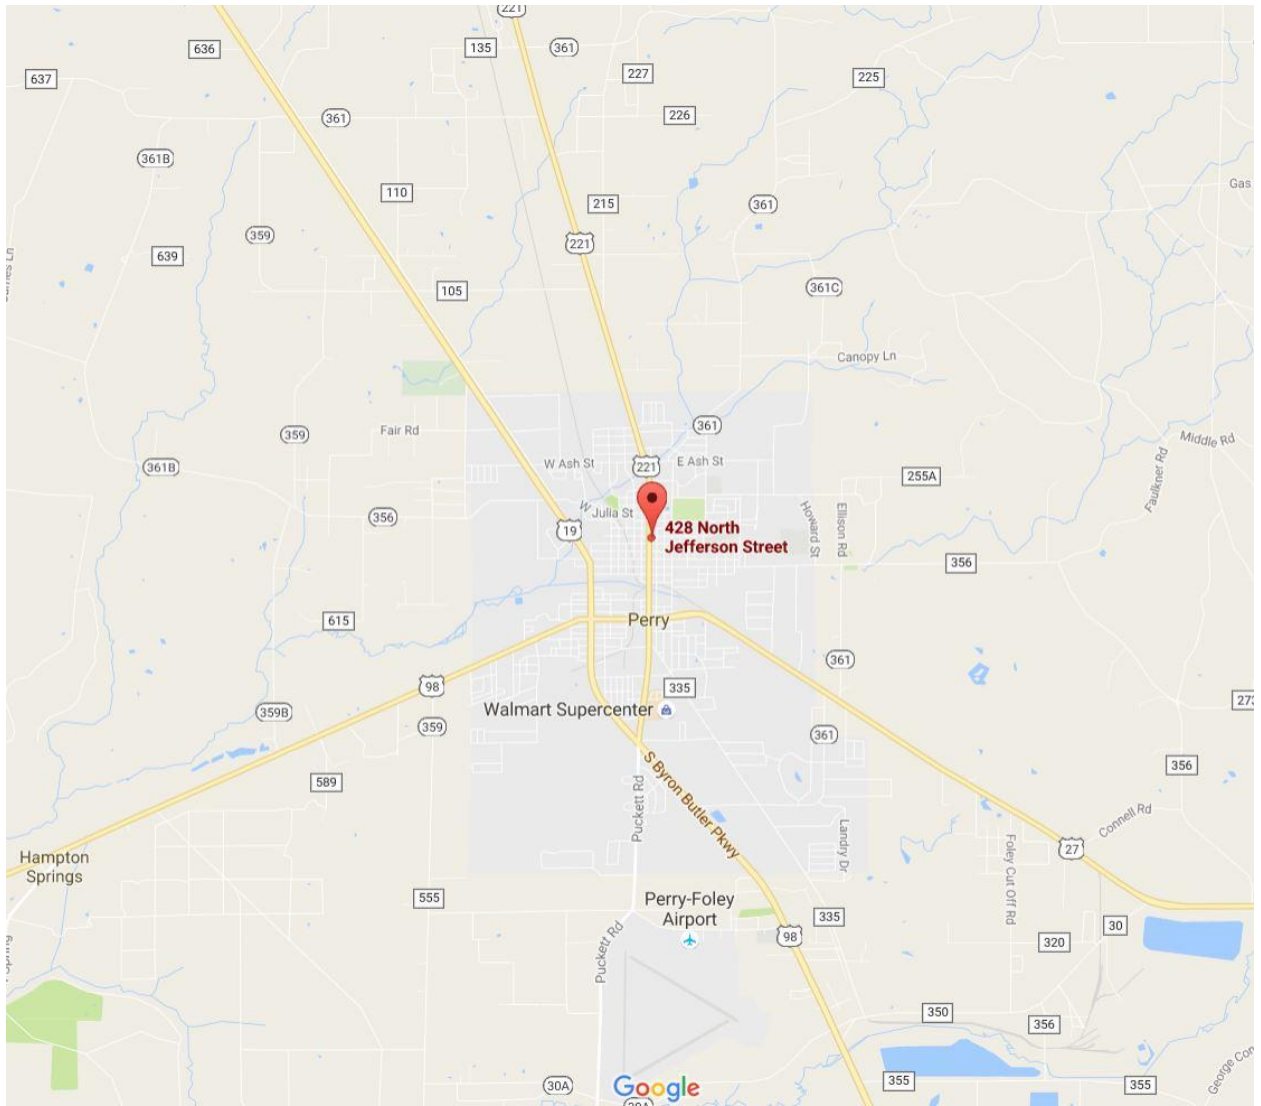 221
636
135
361
227
225
637
226
361
361B
Gas
110
215
361
359
221
639
361C
105
Canopy Ln
361
Fair Rd
359
Middle Rd
W Ash St
E Ash St
221
361B
255A
Faulkner Rd
W Julia St
356
19
428 North
Jefferson Street
Howard St
Ellison Rd
356
615
Perry
361
98
335
273
Walmart Supercenter
359B
359
361
S Byron Butler Pkwy
356
589
Puckett Rd
Connell Rd
Landry Dr
Foley Cut Off Rd
27
Hampton
Springs
555
Perry-Foley
Airport
335
30
98
320
Puckett Rd
350
356
355
355
George Con
30A
Google
30A